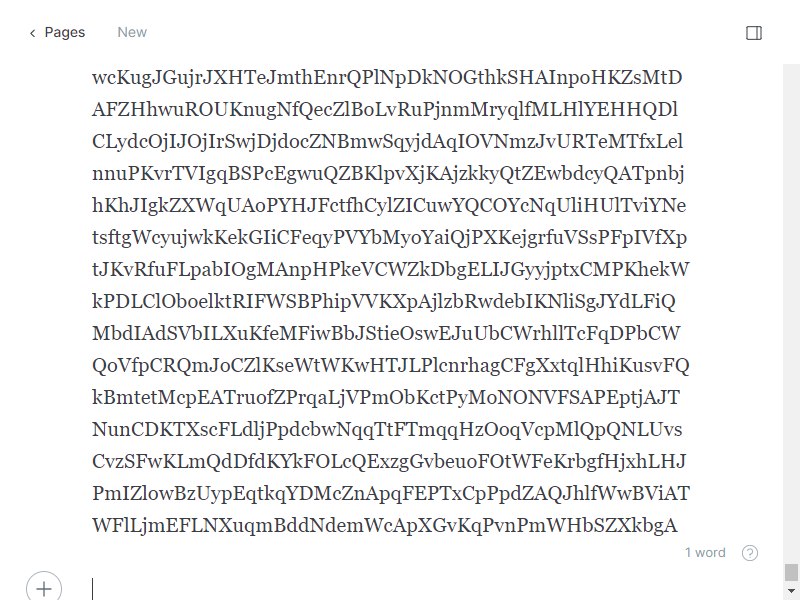 Pages
New
wcKugJGujrJXHTeJmthEnrQPlNpDkNOGthkSHAInpoHKZsMtD
AFZHhwuROUKnugNfQecZlBoLvRuPjnmMryqlfMLHlYEHHQDl
CLydcOjIJOjIrSwjDjdocZNBmwSqyjdAqIOVNmzJvURTeMTfxLel
nnuPKvrTVIgqBSPcEgwuQZBKlpvXjKAjzkkyQtZEwbdcyQATpnbj
hKhJIgkZXWqUAoPYHJFctfhCylZICuwYQCOYcNqUliHUlTviYNe
tsftgWcyujwkKekGIiCFeqyPVYbMyoYaiQjPXKejgrfuVSsPFpIVfXp
tJKvRfuFLpabIOgMAnpHPkeVCWZkDbgELIJGyyjptxCMPKhekW
kPDLClOboelktRIFWSBPhipVVKXpAjlzbRwdebIKNliSgJYdLFiQ
MbdIAdSVbILXuKfeMFiwBbJStieOswEJuUbCWrhllTcFqDPbCW
QoVfpCRQmJoCZlKseWtWKwHTJLPlcnrhagCFgXxtqlHhiKusvFQ
kBmtetMcpEATruofZPrqaLjVPmObKctPyMoNONVFSAPEptjAJT
NunCDKTXscFLdljPpdcbwNqqTtFTmqqHzOoqVcpMlQpQNLUvs
CvzSFwKLmQdDfdKYkFOLcQExzgGvbeuoFOtWFeKrbgfHjxhLHJ
PmIZlowBzUypEqtkqYDMcZnApqFEPTxCpPpdZAQJhlfWwBViAT
WFlLjmEFLNXuqmBddNdemWcApXGvKqPvnPmWHbSZXkbgA
1 word